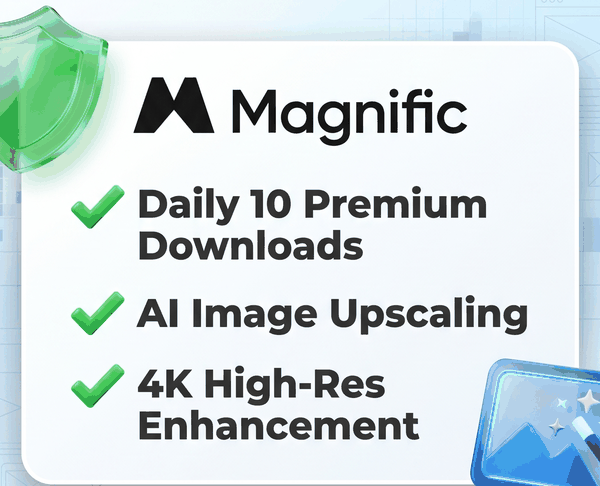 Magnific
Daily 10 Premium
Downloads
AI Image Upscaling
4K High-Res
Enhancement